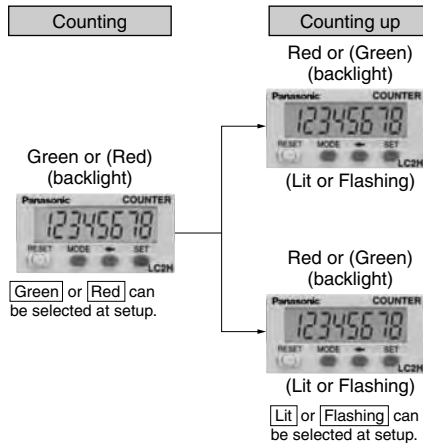 Counting
Counting up
Red or (Green)
(backlight)
Panasonic COUNTER
12345678
RESET MODE SET
LC2H
(Lit or Flashing)
Green or (Red)
(backlight)
Panasonic COUNTER
12345678
RESET MODE SET
LC2H
Green or Red can
be selected at setup.
Red or (Green)
(backlight)
Panasonic COUNTER
12345678
RESET MODE SET
LC2H
(Lit or Flashing)
Lit or Flashing can
be selected at setup.